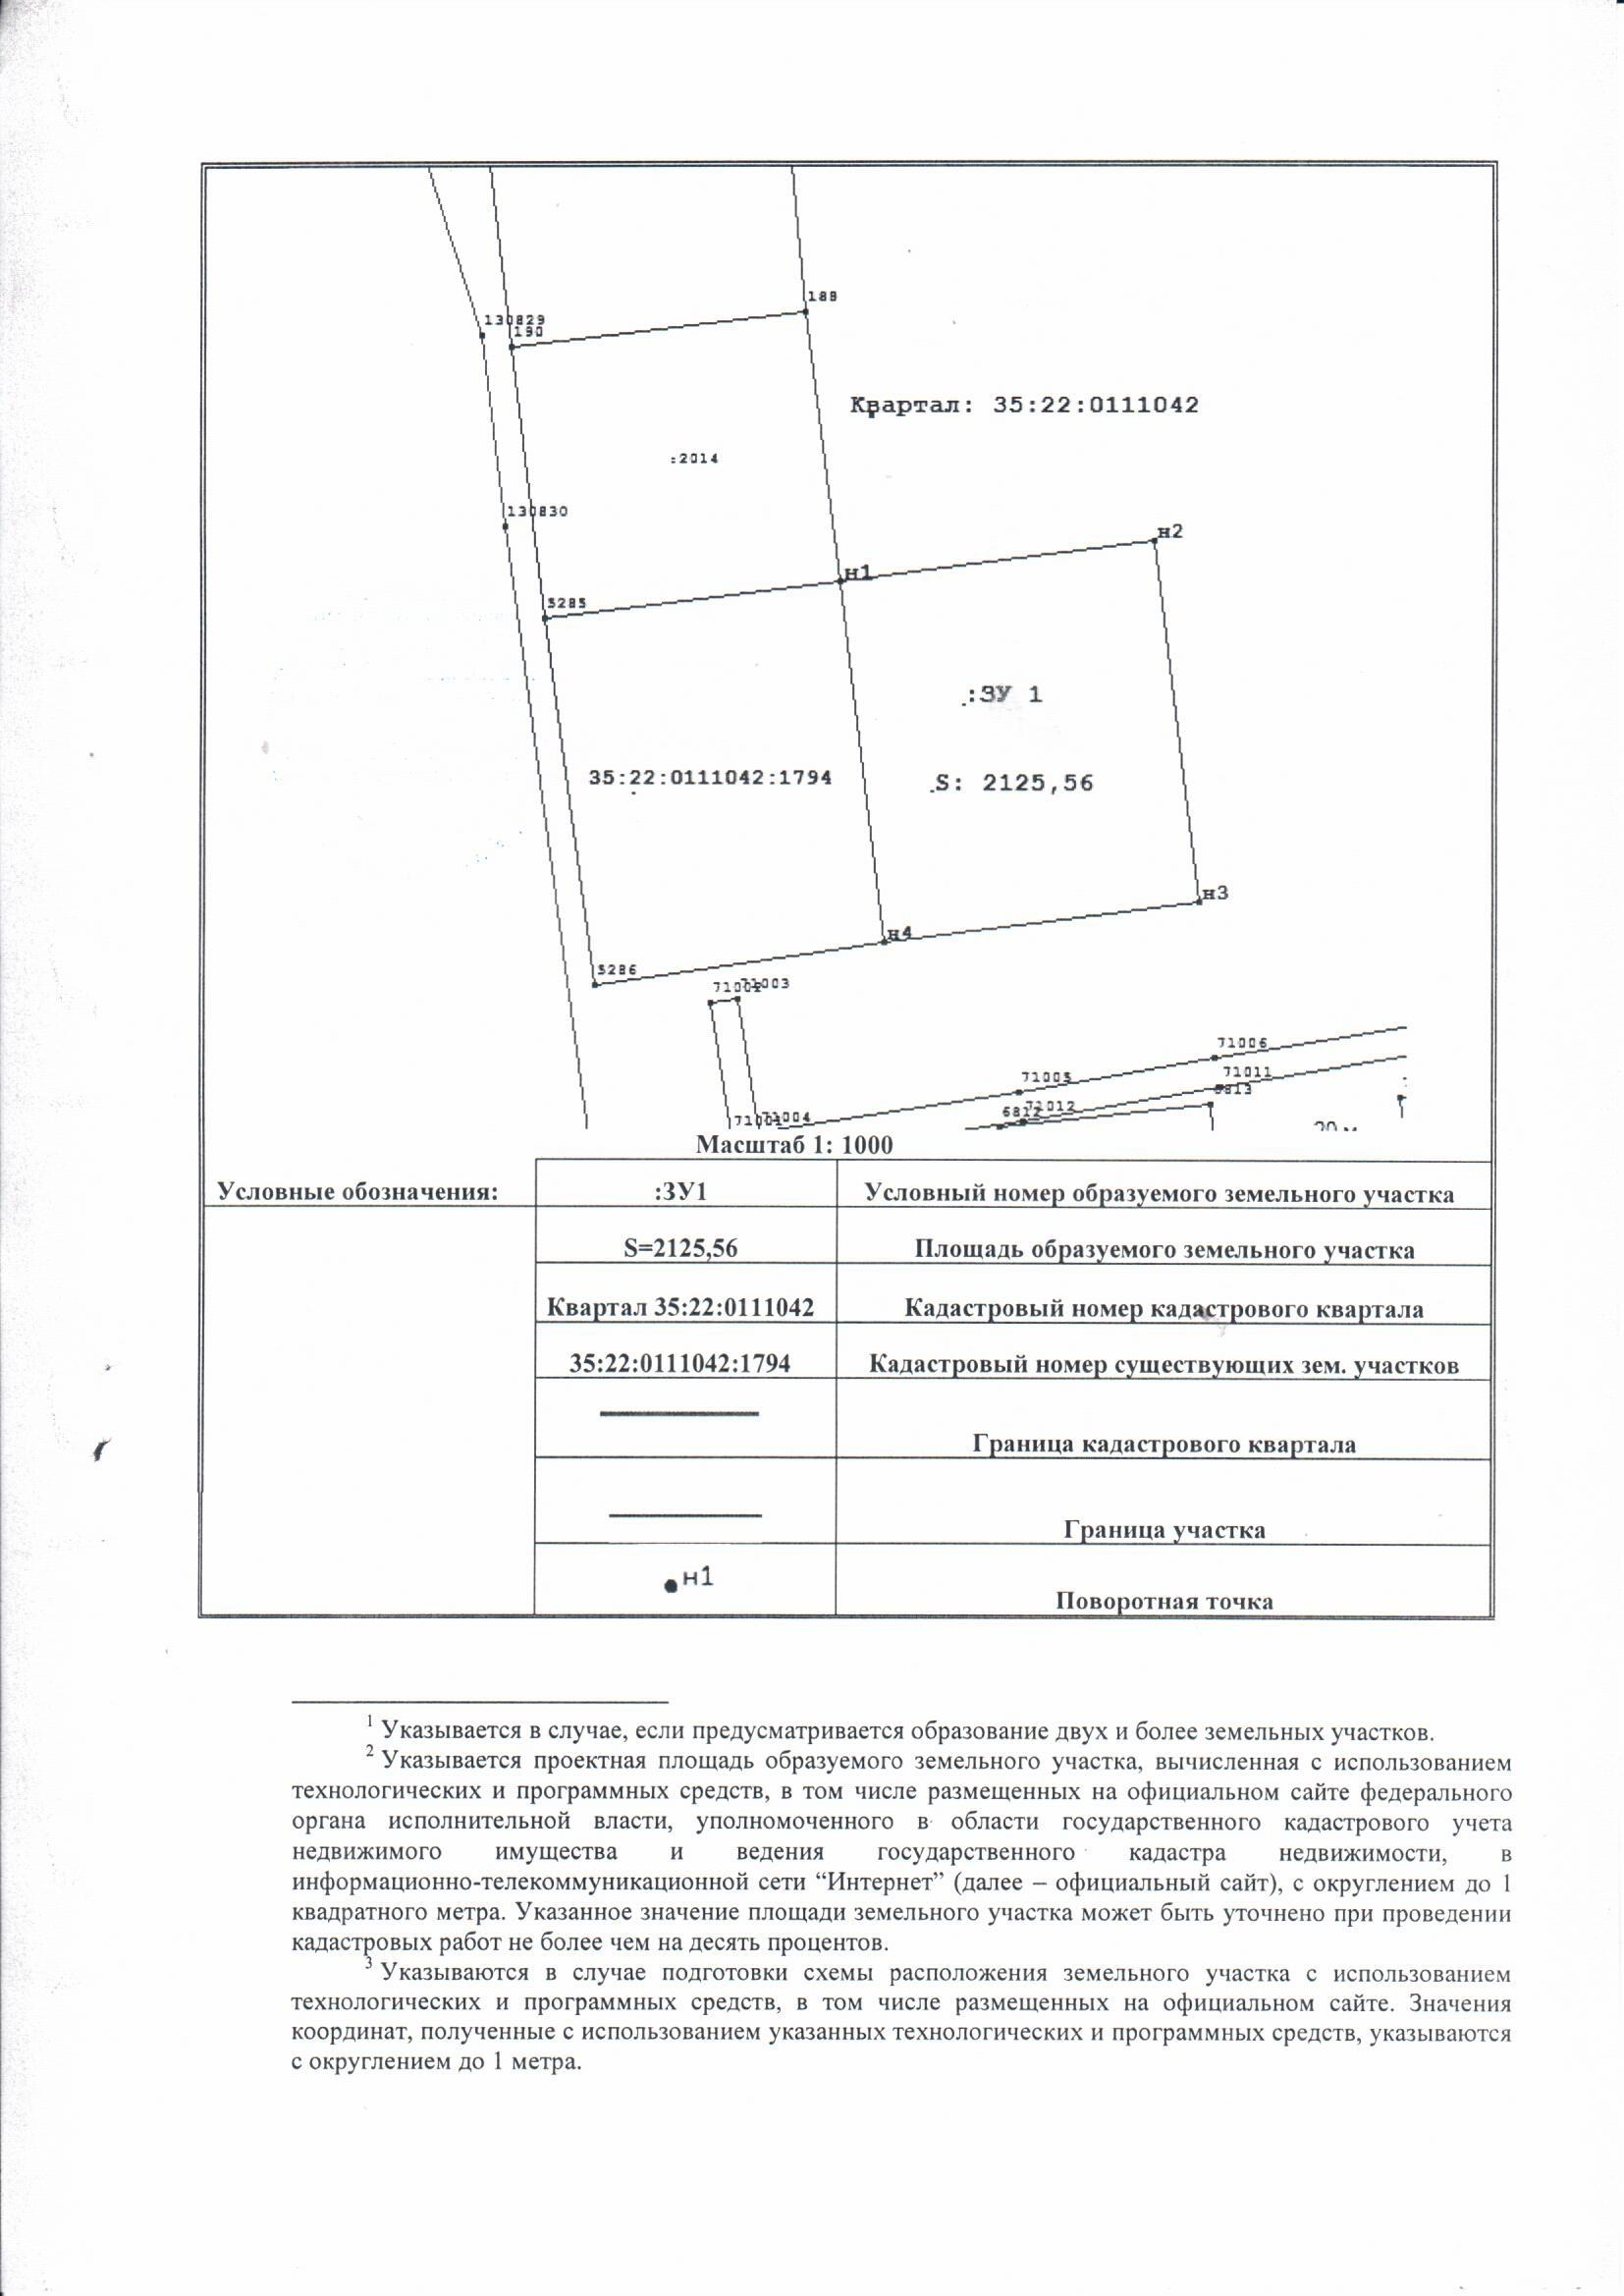 189
130829
190
Квартал: 35:22:0111042
:2014
130830
н2
н1
5285
:ЗУ 1
35:22:0111042:1794
S: 2125,56
н3
н4
5286
71003
71006
71005
71011
6813
71012
6812
71004
Масштаб 1: 1000
Условные обозначения: :ЗУ1 Условный номер образуемого земельного участка
S=2125,56 Площадь образуемого земельного участка
Квартал 35:22:0111042 Кадастровый номер кадастрового квартала
35:22:0111042:1794 Кадастровый номер существующих зем. участков
Граница кадастрового квартала
Граница участка
н1
Поворотная точка
1 Указывается в случае, если предусматривается образование двух и более земельных участков.
2 Указывается проектная площадь образуемого земельного участка, вычисленная с использованием
технологических и программных средств, в том числе размещенных на официальном сайте федерального
органа исполнительной власти, уполномоченного в области государственного кадастрового учета
недвижимого имущества и ведения государственного кадастра недвижимости, в
информационно-телекоммуникационной сети “Интернет” (далее – официальный сайт), с округлением до 1
квадратного метра. Указанное значение площади земельного участка может быть уточнено при проведении
кадастровых работ не более чем на десять процентов.
3 Указываются в случае подготовки схемы расположения земельного участка с использованием
технологических и программных средств, в том числе размещенных на официальном сайте. Значения
координат, полученные с использованием указанных технологических и программных средств, указываются
с округлением до 1 метра.